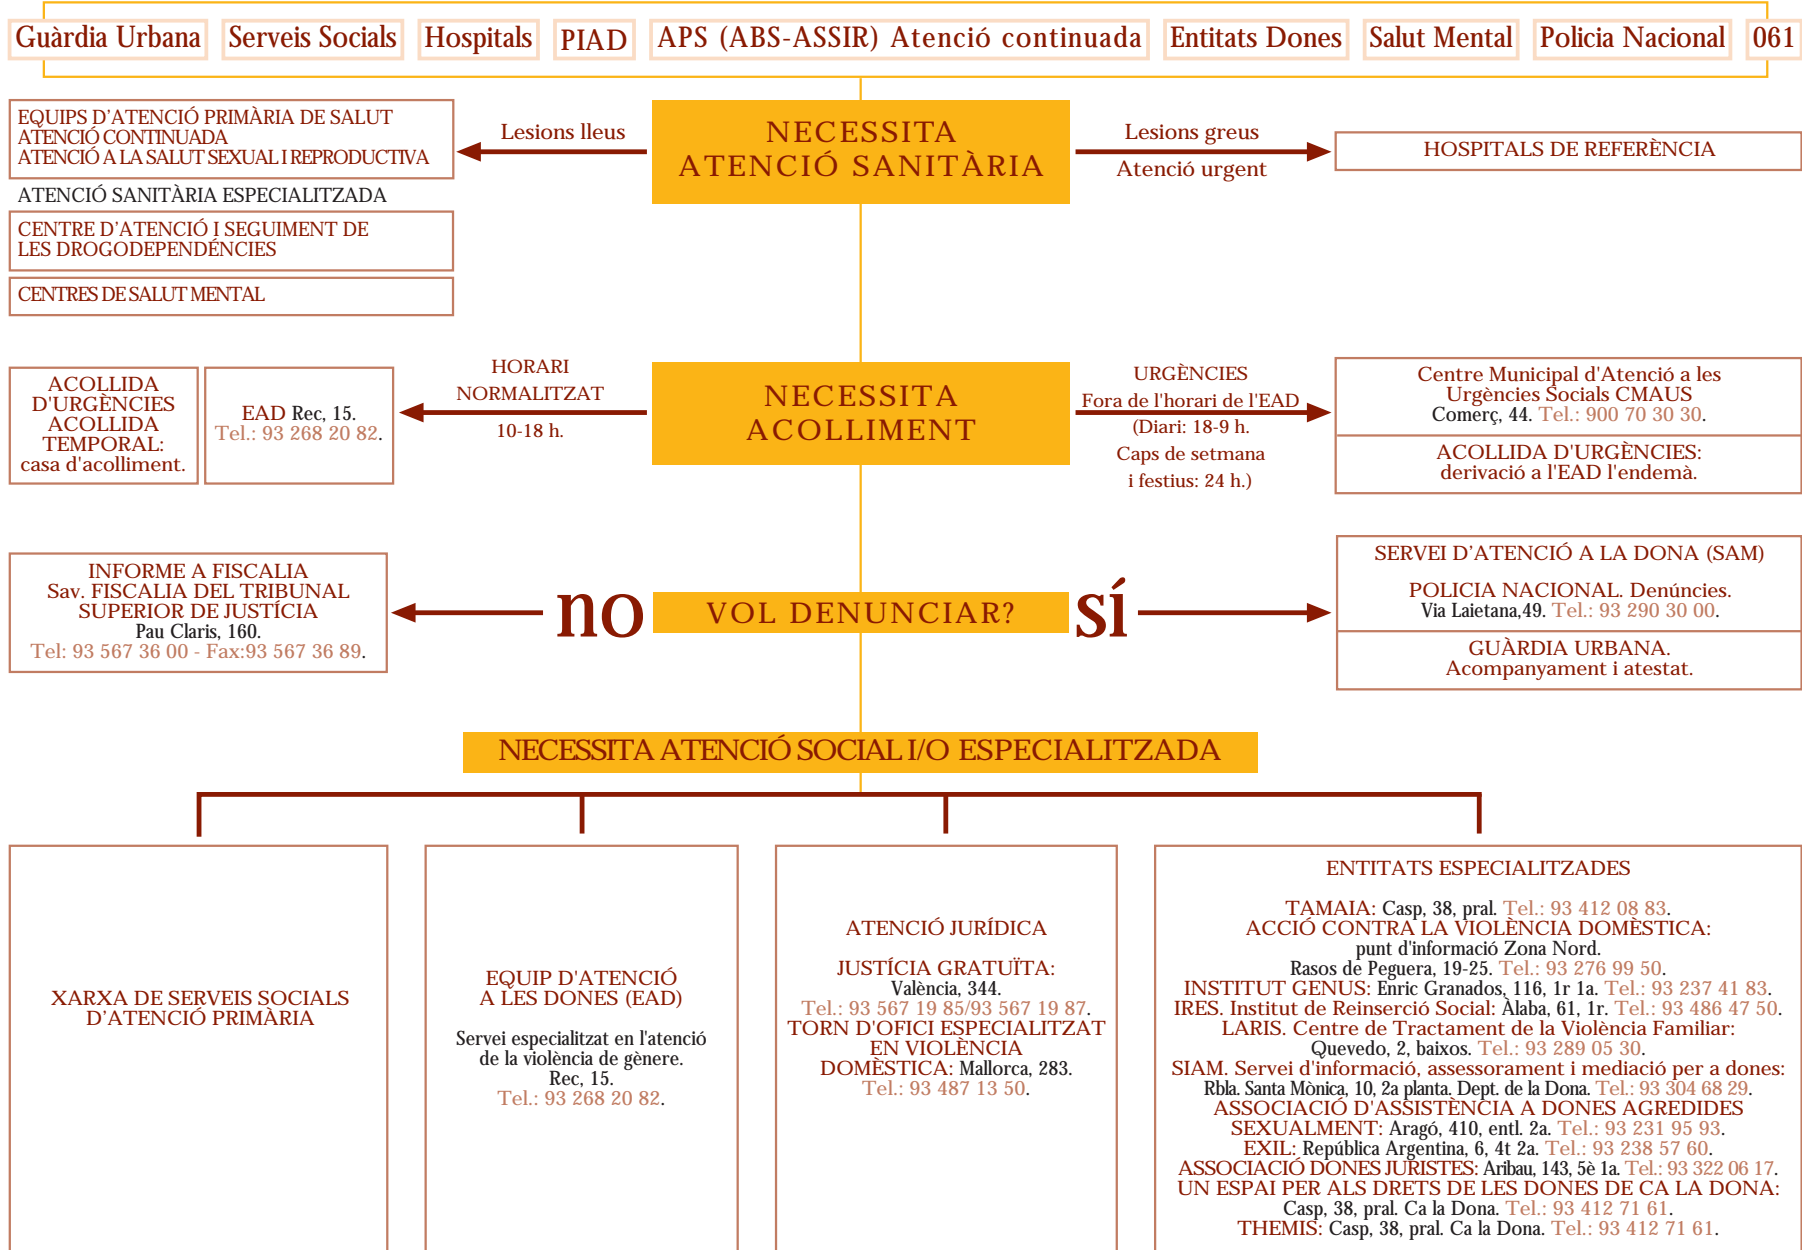 Guàrdia Urbana
Serveis Socials
Hospitals
PIAD
APS (ABS-ASSIR) Atenció continuada
Entitats Dones
Salut Mental
Policia Nacional
061
EQUIPS D'ATENCIÓ PRIMÀRIA DE SALUT
ATENCIÓ CONTINUADA
ATENCIÓ A LA SALUT SEXUAL I REPRODUCTIVA
ATENCIÓ SANITÀRIA ESPECIALITZADA
CENTRE D'ATENCIÓ I SEGUIMENT DE
LES DROGODEPENDÉNCIES
CENTRES DE SALUT MENTAL
Lesions lleus
NECESSITA
ATENCIÓ SANITÀRIA
Lesions greus
Atenció urgent
HOSPITALS DE REFERÈNCIA
ACOLLIDA
D'URGÈNCIES
ACOLLIDA
TEMPORAL:
casa d'acolliment.
EAD Rec, 15.
Tel.: 93 268 20 82.
HORARI
NORMALITZAT
10-18 h.
NECESSITA
ACOLLIMENT
URGÈNCIES
Fora de l'horari de l'EAD
(Diari: 18-9 h.
Caps de setmana
i festius: 24 h.)
Centre Municipal d'Atenció a les
Urgències Socials CMAUS
Comerç, 44. Tel.: 900 70 30 30.
ACOLLIDA D'URGÈNCIES:
derivació a l'EAD l'endemà.
INFORME A FISCALIA
Sav. FISCALIA DEL TRIBUNAL
SUPERIOR DE JUSTÍCIA
Pau Claris, 160.
Tel: 93 567 36 00 - Fax:93 567 36 89.
no
VOL DENUNCIAR?
sí
SERVEI D'ATENCIÓ A LA DONA (SAM)
POLICIA NACIONAL. Denúncies.
Via Laietana,49. Tel.: 93 290 30 00.
GUÀRDIA URBANA.
Acompanyament i atestat.
NECESSITA ATENCIÓ SOCIAL I/O ESPECIALITZADA
XARXA DE SERVEIS SOCIALS
D'ATENCIÓ PRIMÀRIA
EQUIP D'ATENCIÓ
A LES DONES (EAD)
Servei especialitzat en l'atenció
de la violència de gènere.
Rec, 15.
Tel.: 93 268 20 82.
ATENCIÓ JURÍDICA
JUSTÍCIA GRATUÏTA:
València, 344.
Tel.: 93 567 19 85/93 567 19 87.
TORN D'OFICI ESPECIALITZAT
EN VIOLÈNCIA
DOMÈSTICA: Mallorca, 283.
Tel.: 93 487 13 50.
ENTITATS ESPECIALITZADES
TAMAIA: Casp, 38, pral. Tel.: 93 412 08 83.
ACCIÓ CONTRA LA VIOLÈNCIA DOMÈSTICA:
punt d'informació Zona Nord.
Rasos de Peguera, 19-25. Tel.: 93 276 99 50.
INSTITUT GENUS: Enric Granados, 116, 1r 1a. Tel.: 93 237 41 83.
IRES. Institut de Reinserció Social: Àlaba, 61, 1r. Tel.: 93 486 47 50.
LARIS. Centre de Tractament de la Violència Familiar:
Quevedo, 2, baixos. Tel.: 93 289 05 30.
SIAM. Servei d'informació, assessorament i mediació per a dones:
Rbla. Santa Mònica, 10, 2a planta. Dept. de la Dona. Tel.: 93 304 68 29.
ASSOCIACIÓ D'ASSISTÈNCIA A DONES AGREDIDES
SEXUALMENT: Aragó, 410, entl. 2a. Tel.: 93 231 95 93.
EXIL: República Argentina, 6, 4t 2a. Tel.: 93 238 57 60.
ASSOCIACIÓ DONES JURISTES: Aribau, 143, 5è 1a. Tel.: 93 322 06 17.
UN ESPAI PER ALS DRETS DE LES DONES DE CA LA DONA:
Casp, 38, pral. Ca la Dona. Tel.: 93 412 71 61.
THEMIS: Casp, 38, pral. Ca la Dona. Tel.: 93 412 71 61.